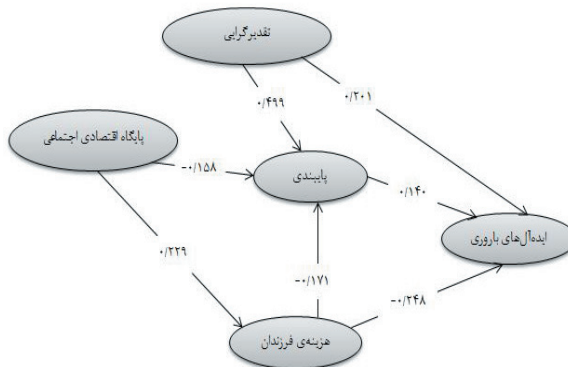 تقدیرگرایی
۰/۲۰۱
۰/۴۹۹
پایگاه اقتصادی اجتماعی
-۰/۱۵۸
پایبندی
۰/۱۴۰
ایده‌آل‌های باروری
۰/۲۲۹
-۰/۱۷۱
-۰/۲۴۸
هزینه‌ی فرزندان